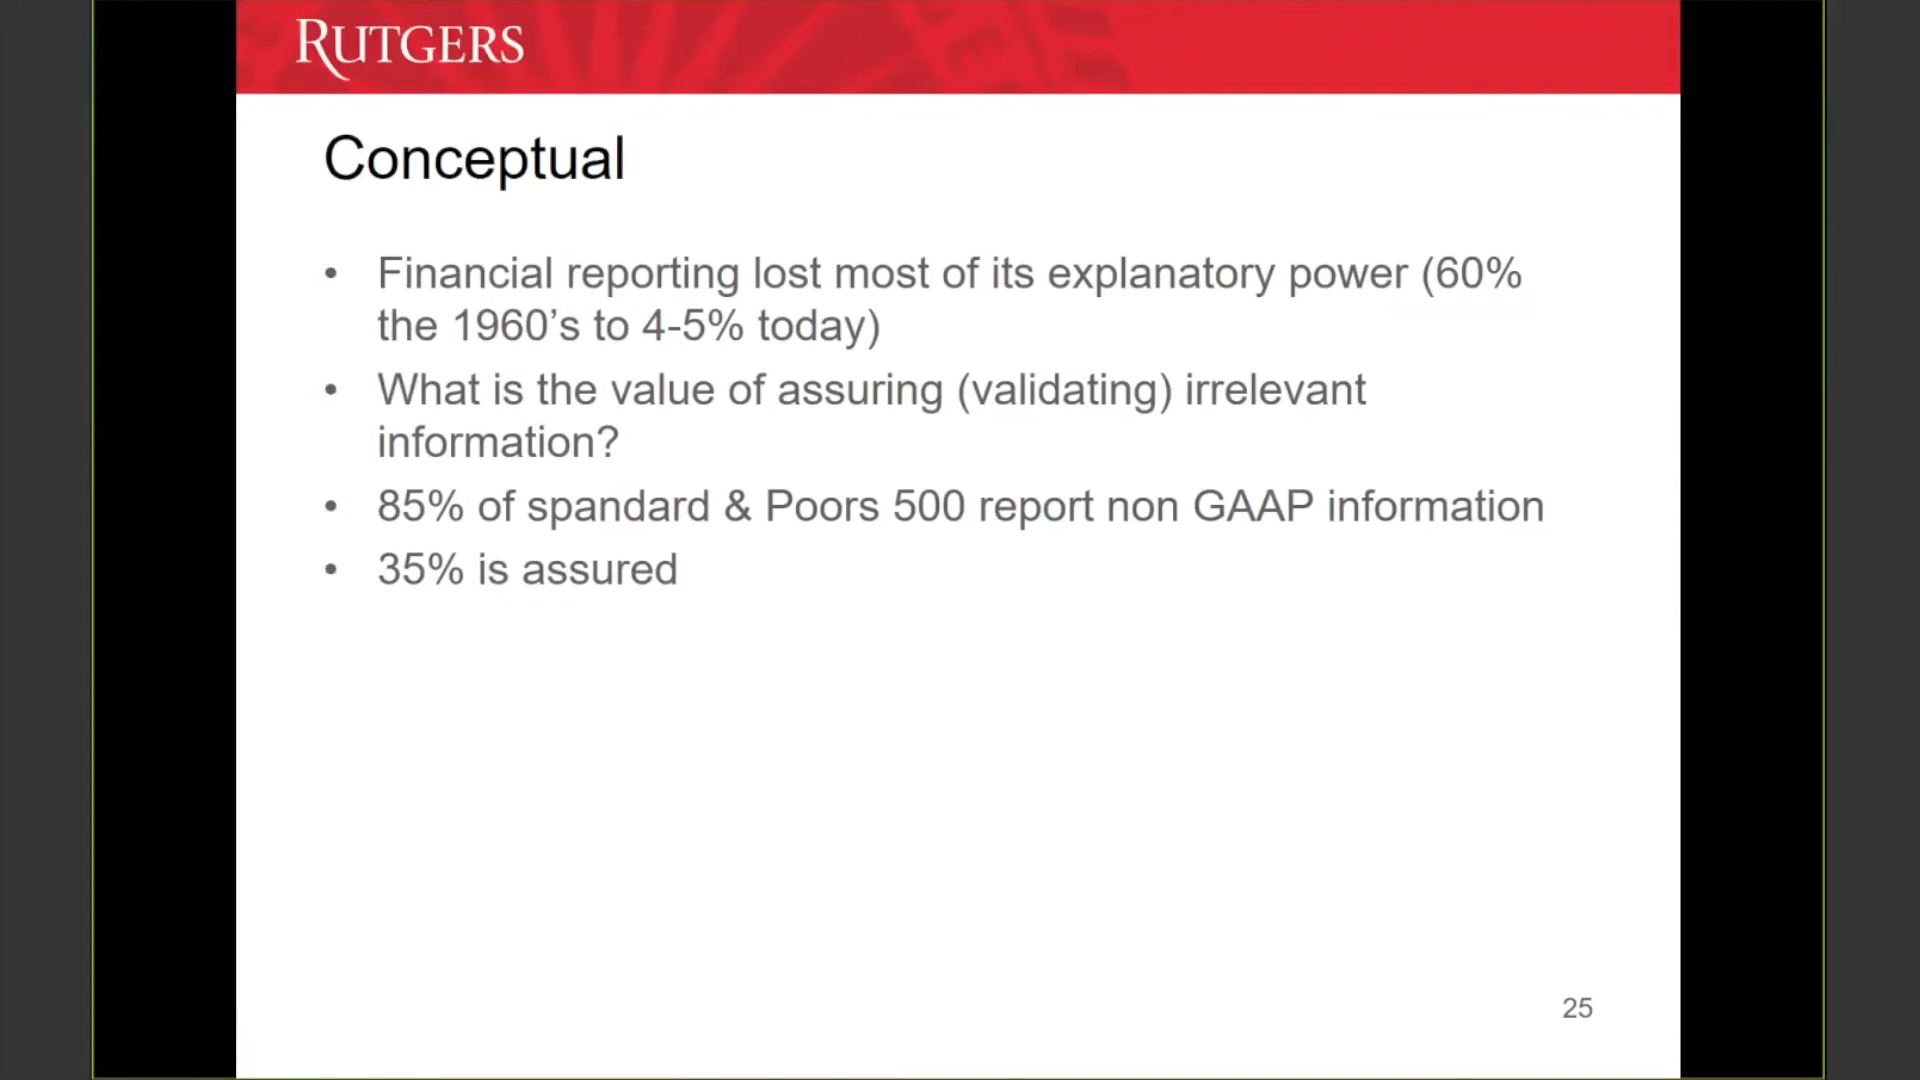 RUTGERS
Conceptual
• Financial reporting lost most of its explanatory power (60%
the 1960’s to 4-5% today)
• What is the value of assuring (validating) irrelevant
information?
• 85% of spandard & Poors 500 report non GAAP information
• 35% is assured
25